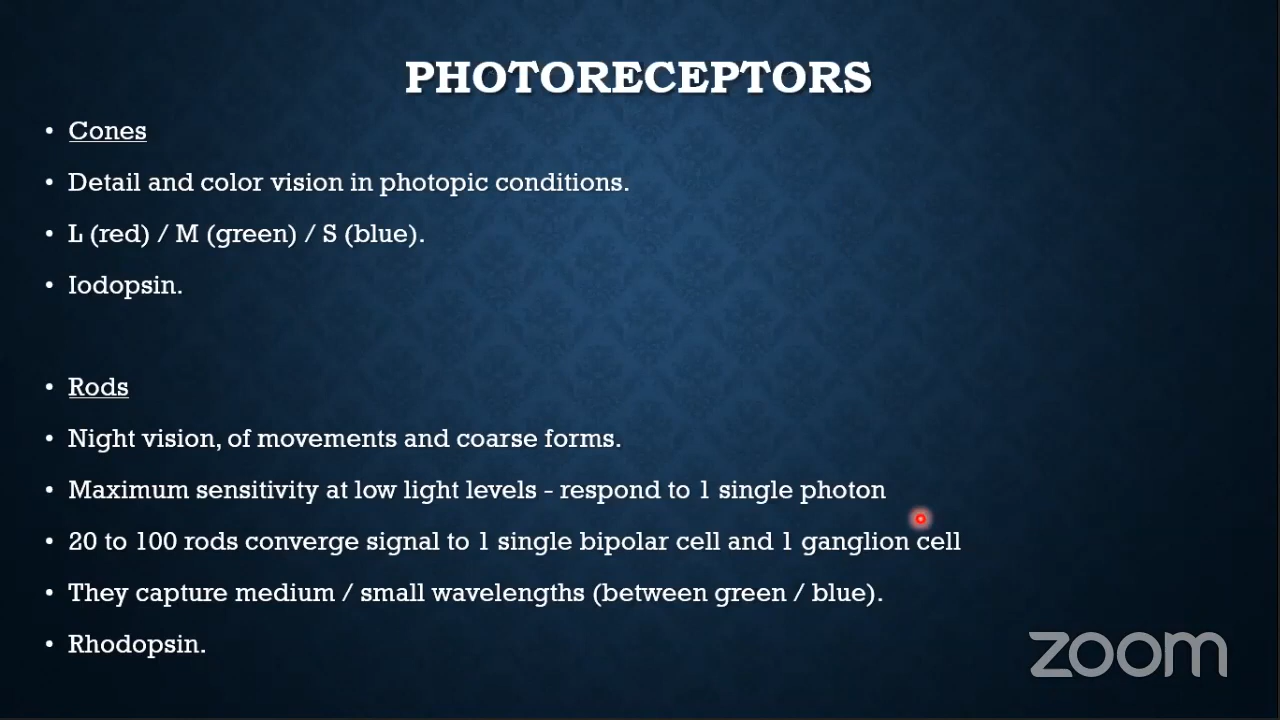 PHOTORECEPTORS
• Cones
• Detail and color vision in photopic conditions.
• L (red) / M (green) / S (blue).
• Iodopsin.
• Rods
• Night vision, of movements and coarse forms.
• Maximum sensitivity at low light levels - respond to 1 single photon
• 20 to 100 rods converge signal to 1 single bipolar cell and 1 ganglion cell
• They capture medium / small wavelengths (between green / blue).
• Rhodopsin.
zoom